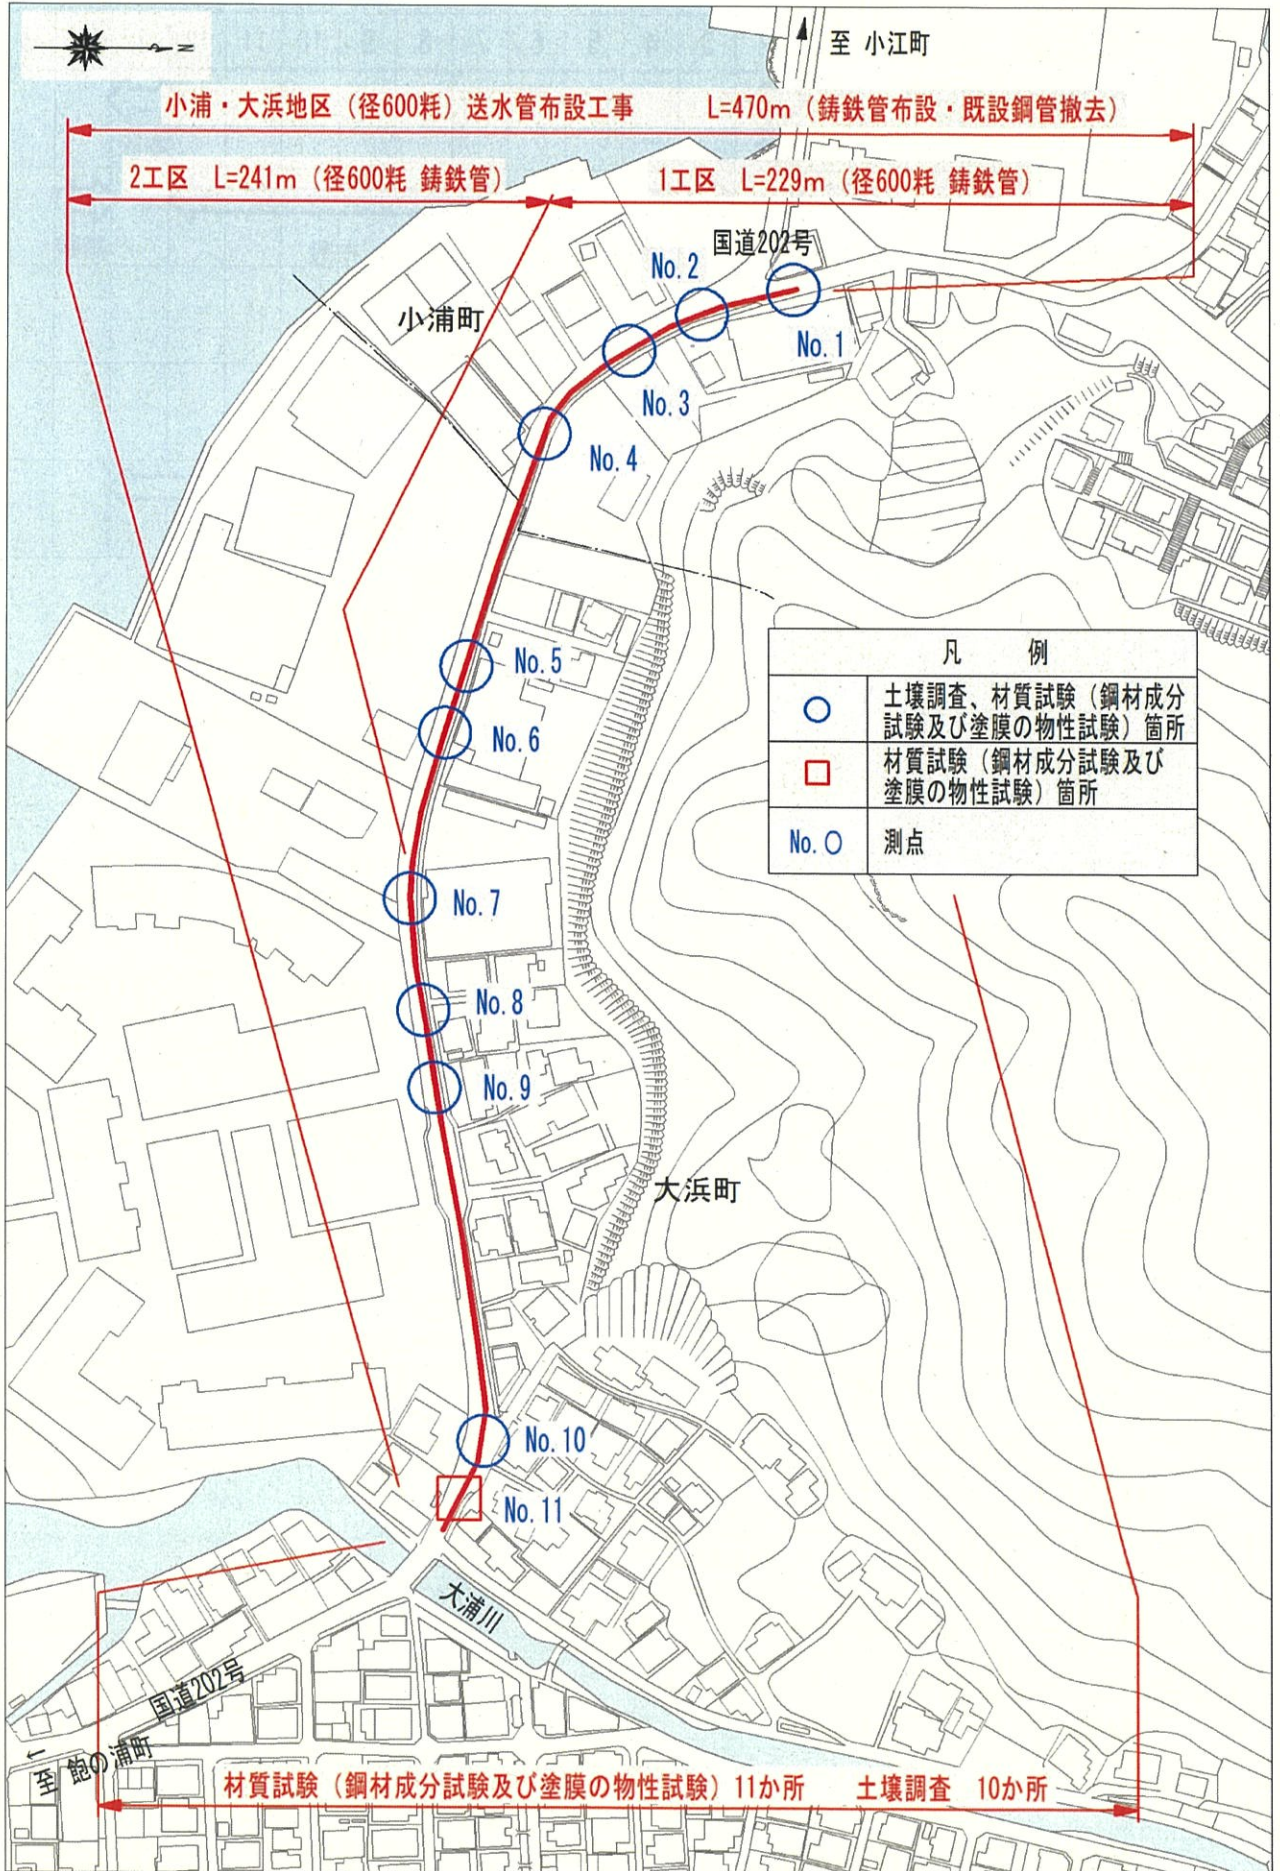 N
至 小江町
小浦・大浜地区（径600粍）送水管布設工事 L=470m（鋳鉄管布設・既設鋼管撤去）
2工区 L=241m（径600粍 鋳鉄管）
1工区 L=229m（径600粍 鋳鉄管）
国道202号
No.2
小浦町
No.1
No.3
No.4
凡 例
土壌調査、材質試験（鋼材成分
試験及び塗膜の物性試験）箇所
材質試験（鋼材成分試験及び
塗膜の物性試験）箇所
No.○ 測点
No.5
No.6
No.7
No.8
No.9
大浜町
No.10
No.11
大浦川
国道202号
至 飽の浦町
材質試験（鋼材成分試験及び塗膜の物性試験）11か所 土壌調査 10か所